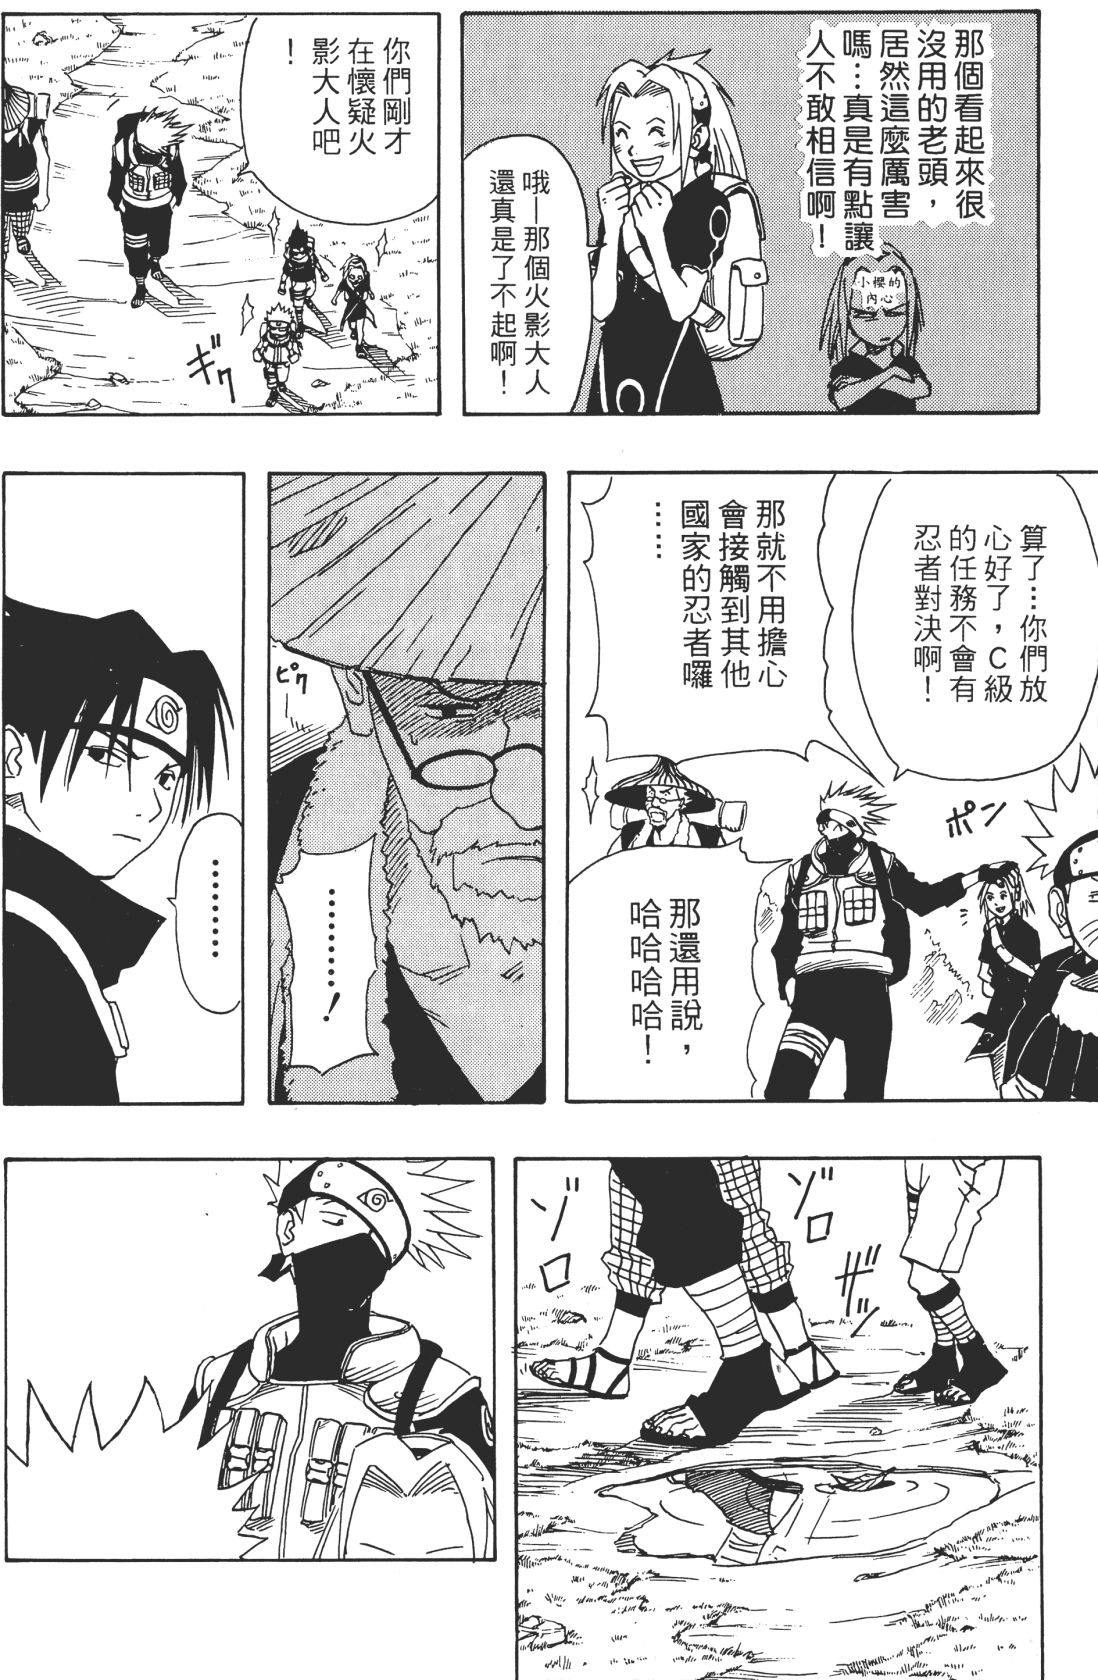 那個看起來很
沒用的老頭，
居然這麼厲害
嗎…真是有點讓
人不敢相信啊！
小櫻的
內心
哦—那個火影大人
還真是了不起啊！
你們剛才
在懷疑火
影大人吧
！
ギク
算了…你們放
心好了，C級
的任務不會有
忍者對決啊！
那就不用擔心
會接觸到其他
國家的忍者囉
……
ポン
那還用說，
哈哈哈哈！
ピク
………！
………
ゾロ
ゾロ
ザッ